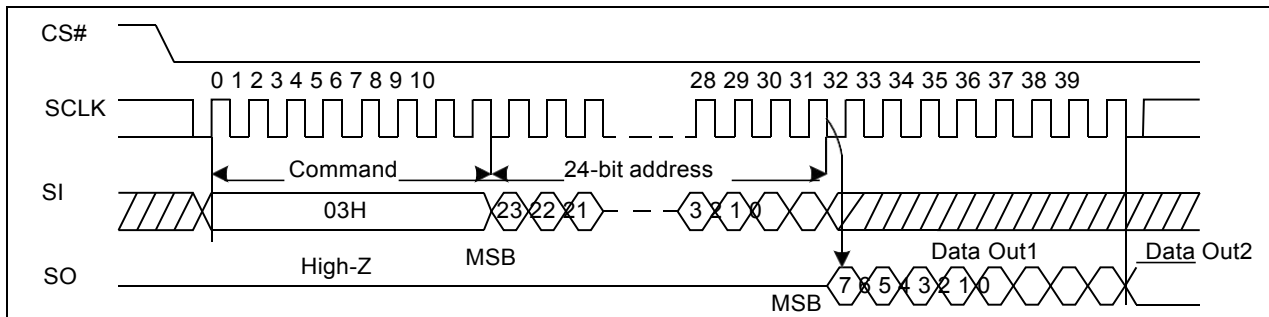 CS#
0 1 2 3 4 5 6 7 8 9 10 28 29 30 31 32 33 34 35 36 37 38 39
SCLK
Command 24-bit address
SI
03H 23 22 21 3 2 1 0
High-Z MSB Data Out1 Data Out2
SO
MSB 7 6 5 4 3 2 1 0